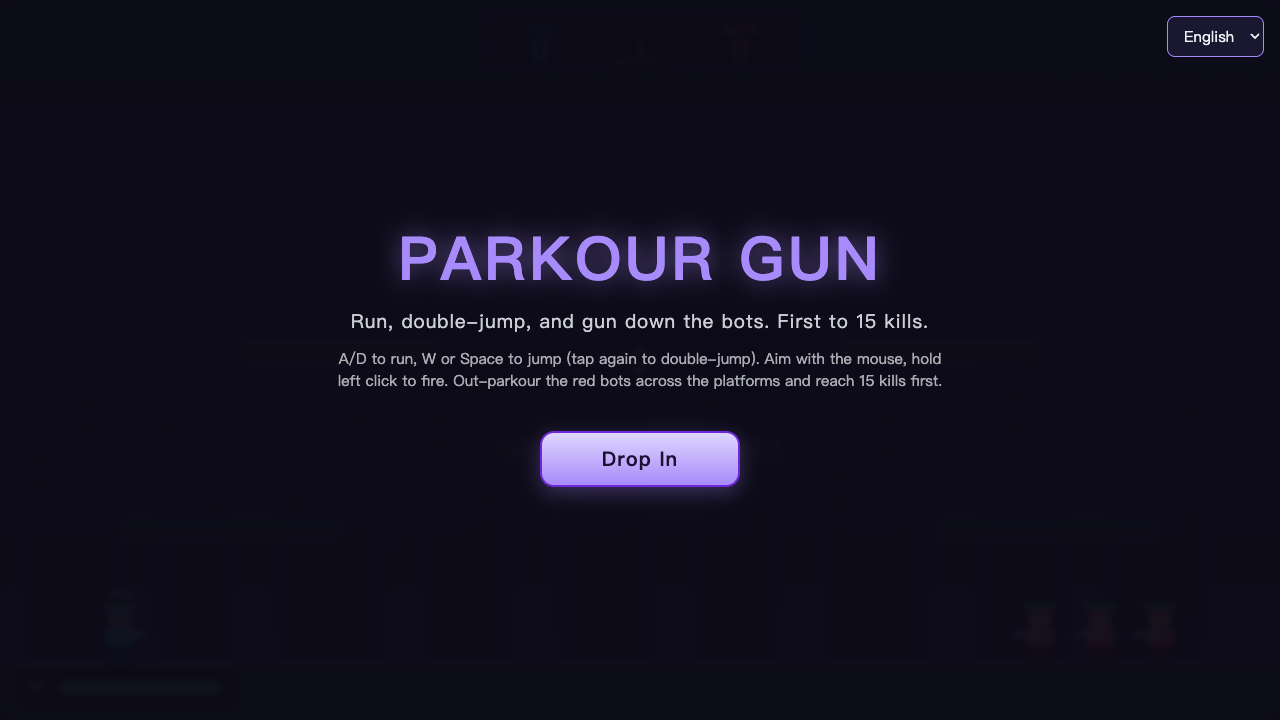 English
PARKOUR GUN
Run, double-jump, and gun down the bots. First to 15 kills.
A/D to run, W or Space to jump (tap again to double-jump). Aim with the mouse, hold
left click to fire. Out-parkour the red bots across the platforms and reach 15 kills first.
Drop In